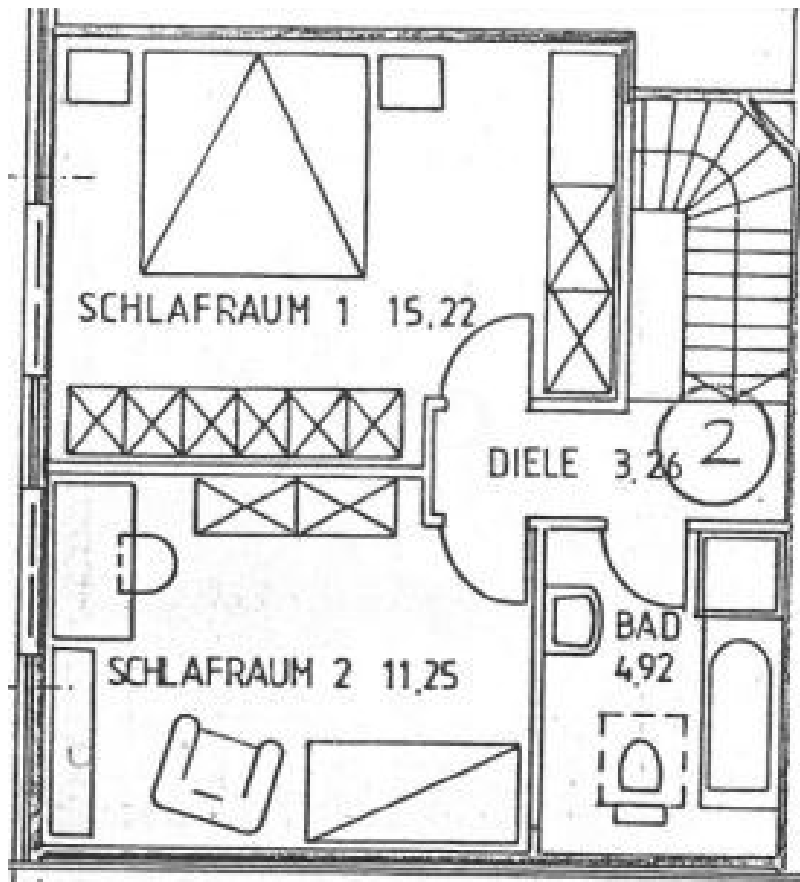 SCHLAFRAUM 1 15,22
DIELE 3,26
2
BAD
4,92
SCHLAFRAUM 2 11,25